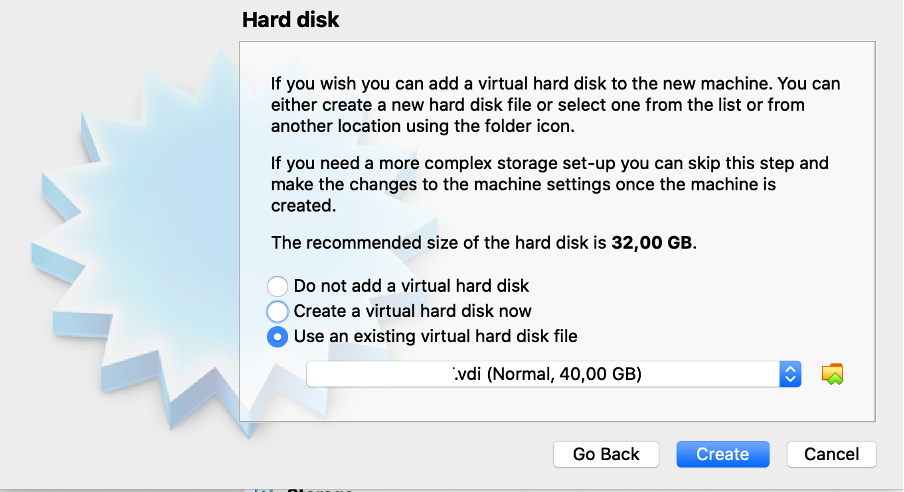 Hard disk
If you wish you can add a virtual hard disk to the new machine. You can
either create a new hard disk file or select one from the list or from
another location using the folder icon.
If you need a more complex storage set-up you can skip this step and
make the changes to the machine settings once the machine is
created.
The recommended size of the hard disk is 32,00 GB.
Do not add a virtual hard disk
Create a virtual hard disk now
Use an existing virtual hard disk file
.vdi (Normal, 40,00 GB)
Go Back
Create
Cancel